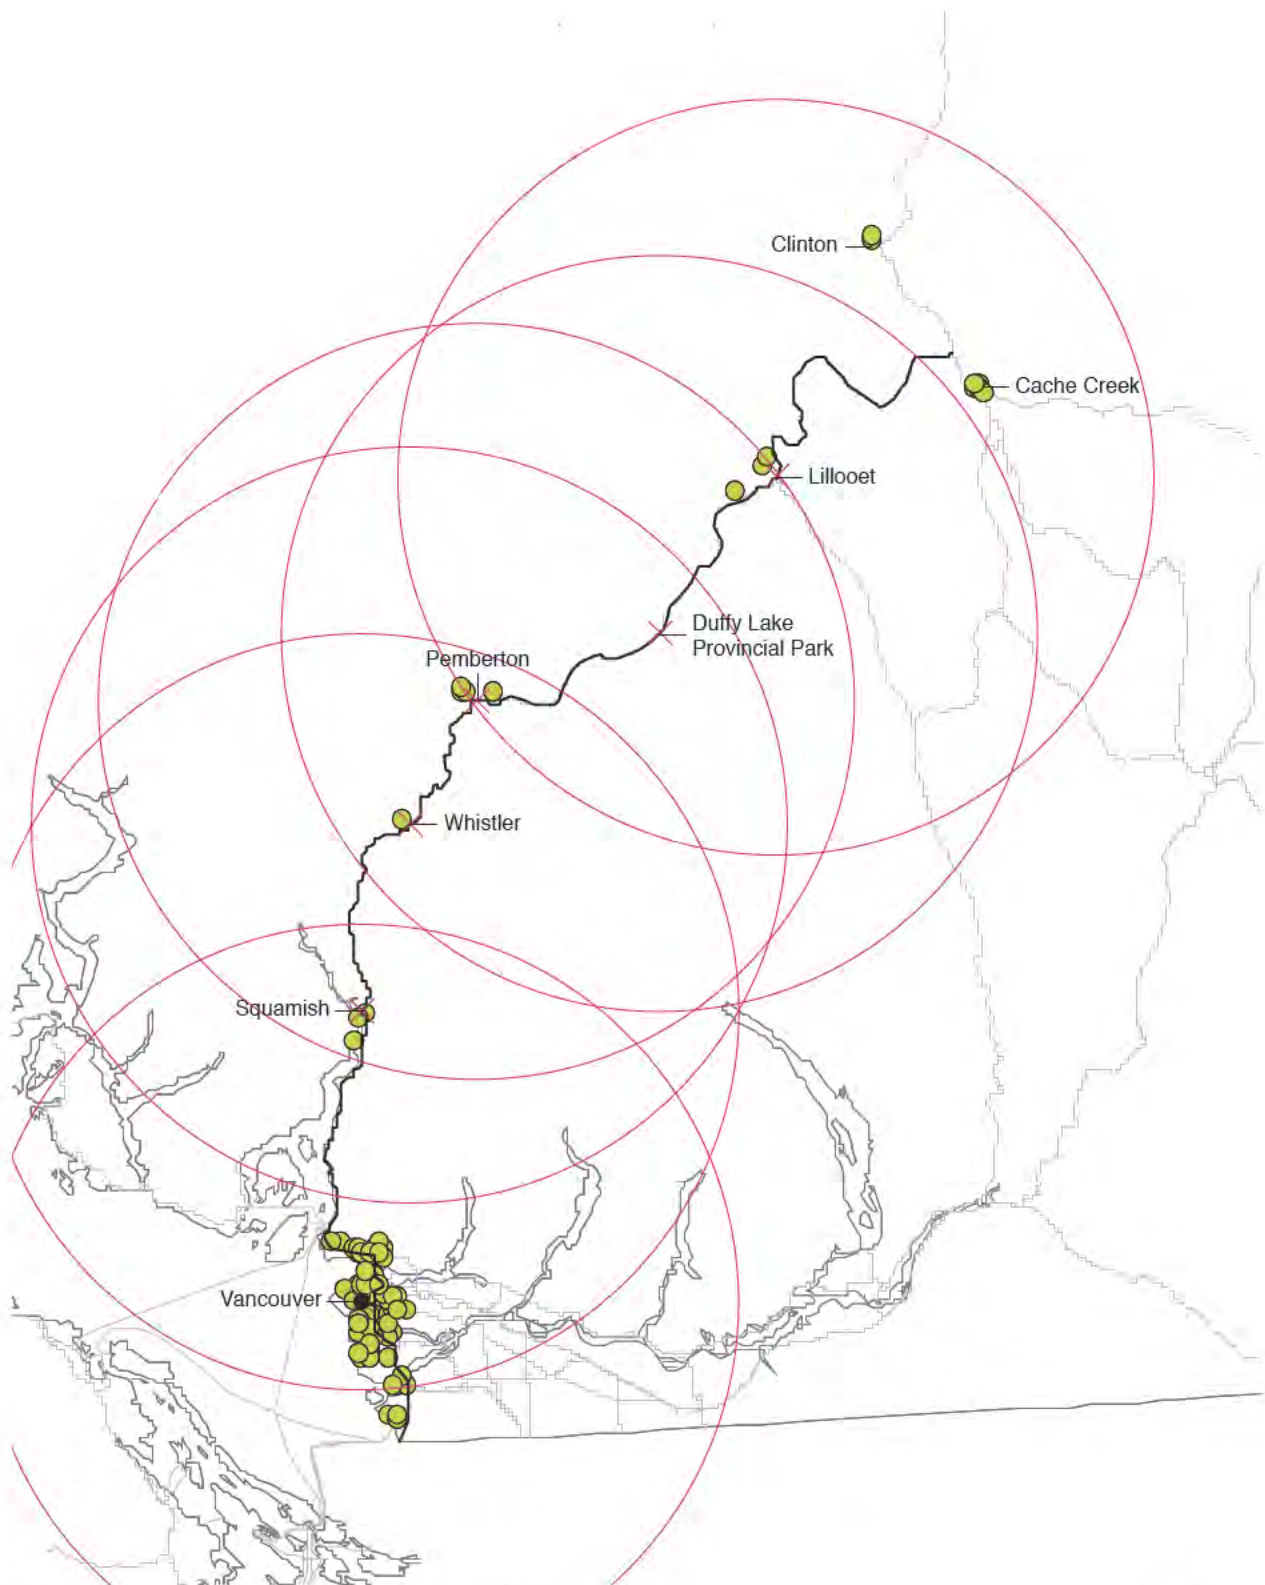 Clinton
Cache Creek
Lillooet
Duffy Lake
Provincial Park
Pemberton
Whistler
Squamish
Vancouver